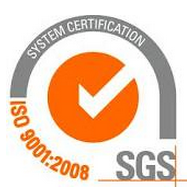 SYSTEM CERTIFICATION
ISO 9001:2008
SGS